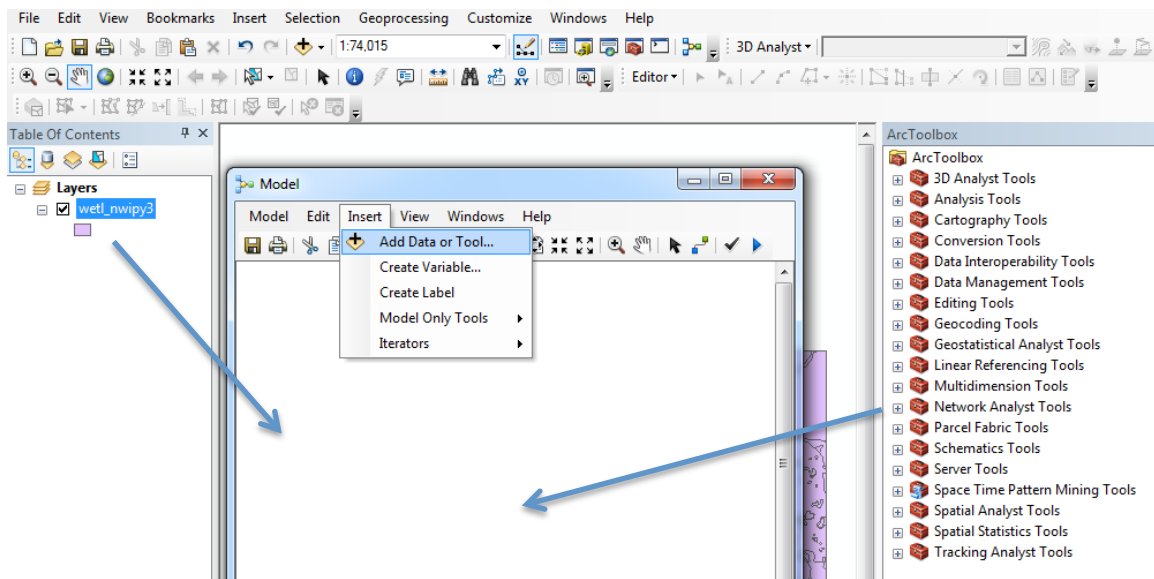 File Edit View Bookmarks Insert Selection Geoprocessing Customize Windows Help
1:74,015
3D Analyst
Editor
Table Of Contents
Layers
wetl_nwipy3
Model
Model Edit Insert View Windows Help
Add Data or Tool...
Create Variable...
Create Label
Model Only Tools
Iterators
ArcToolbox
ArcToolbox
3D Analyst Tools
Analysis Tools
Cartography Tools
Conversion Tools
Data Interoperability Tools
Data Management Tools
Editing Tools
Geocoding Tools
Geostatistical Analyst Tools
Linear Referencing Tools
Multidimension Tools
Network Analyst Tools
Parcel Fabric Tools
Schematics Tools
Server Tools
Space Time Pattern Mining Tools
Spatial Analyst Tools
Spatial Statistics Tools
Tracking Analyst Tools